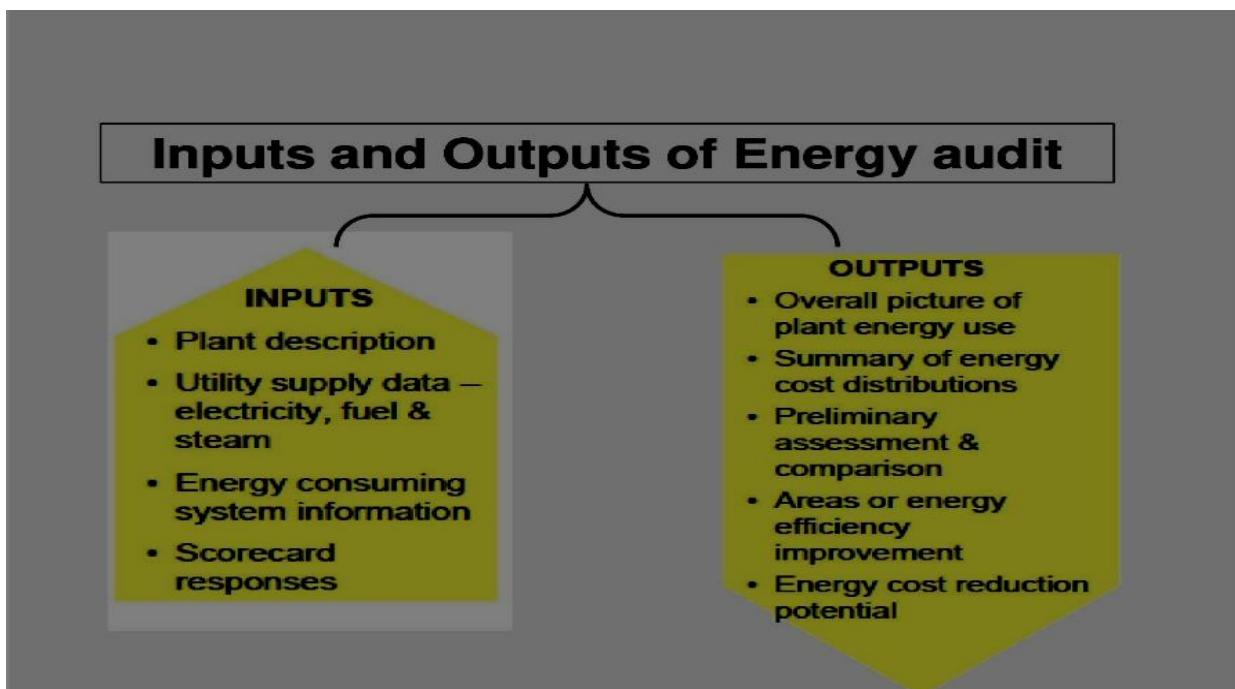 Inputs and Outputs of Energy audit
INPUTS
• Plant description
• Utility supply data –
electricity, fuel &
steam
• Energy consuming
system information
• Scorecard
responses
OUTPUTS
• Overall picture of
plant energy use
• Summary of energy
cost distributions
• Preliminary
assessment &
comparison
• Areas or energy
efficiency
improvement
• Energy cost reduction
potential